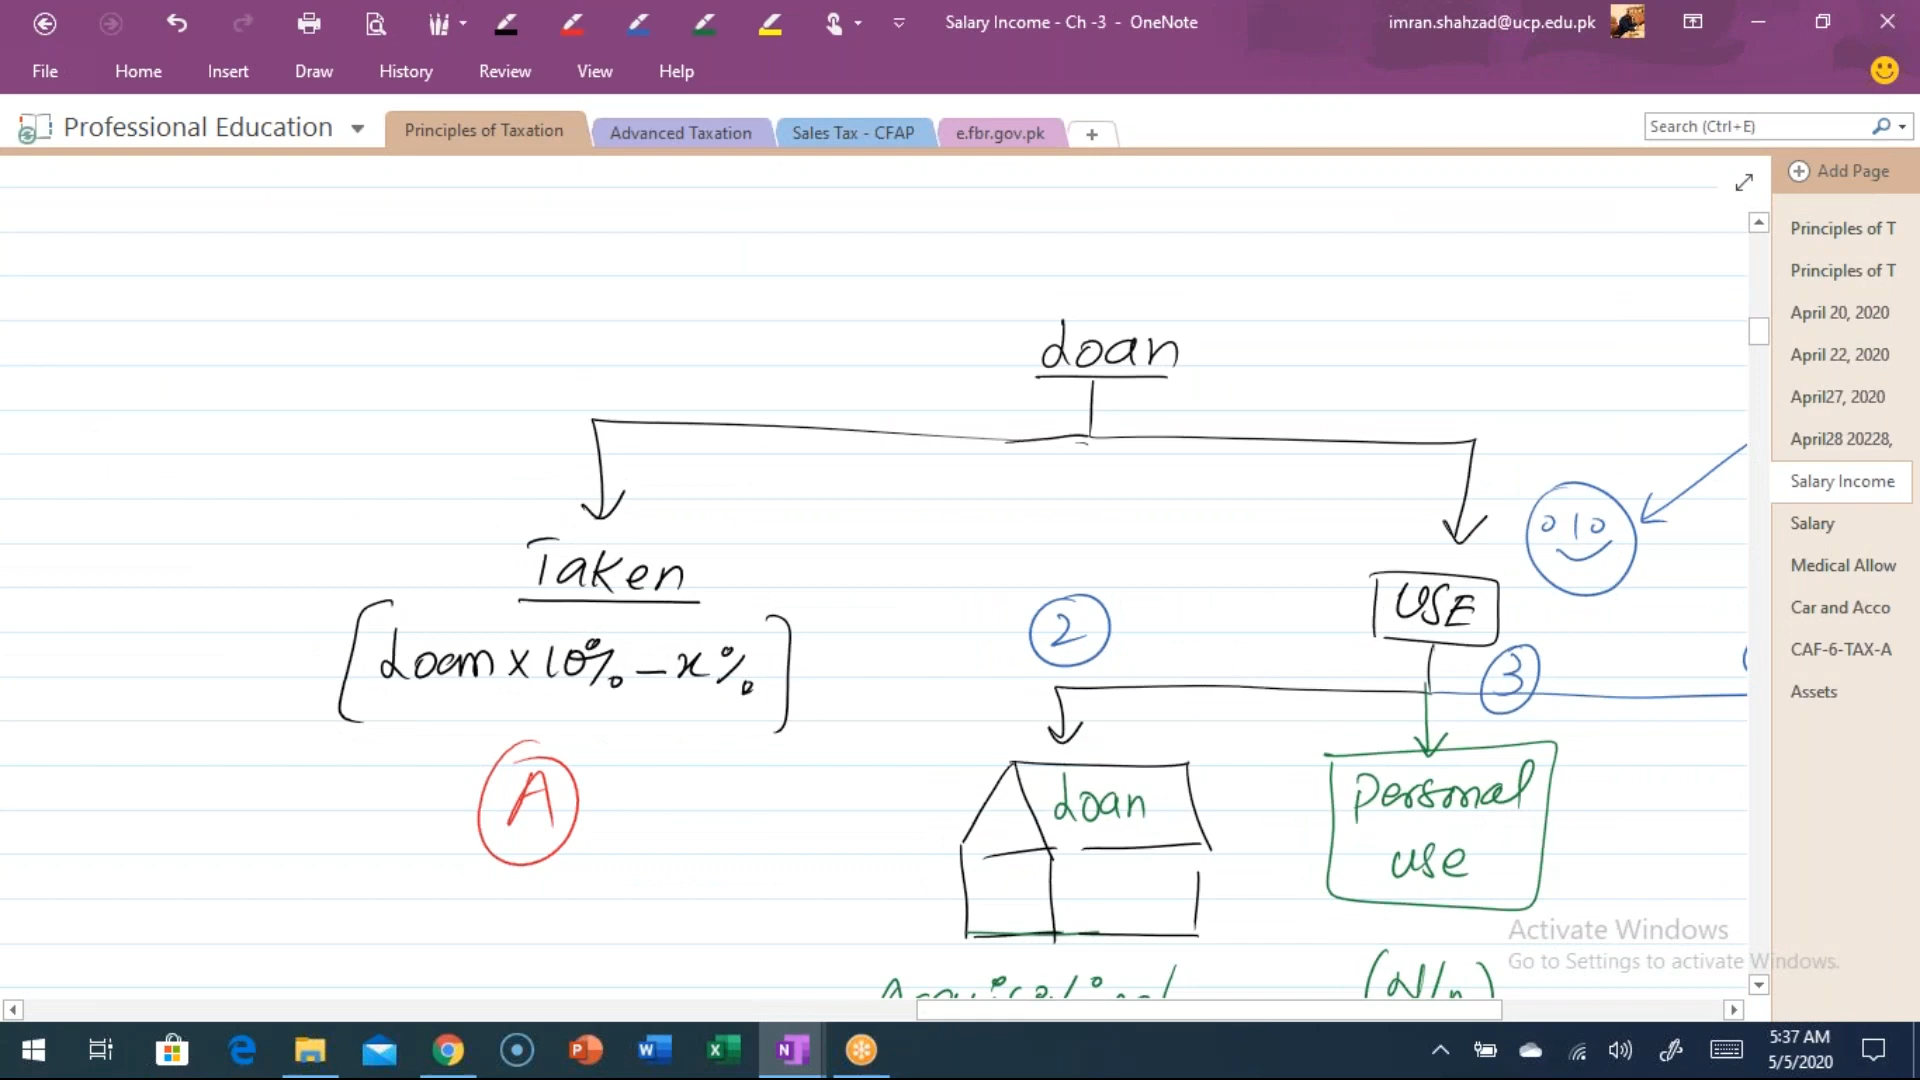 Salary Income - Ch -3 - OneNote
imran.shahzad@ucp.edu.pk
File Home Insert Draw History Review View Help
Professional Education
Principles of Taxation
Advanced Taxation
Sales Tax - CFAP
e.fbr.gov.pk
Search (Ctrl+E)
Add Page
Principles of T
Principles of T
April 20, 2020
April 22, 2020
April27, 2020
April28 20228,
Salary Income
Salary
Medical Allow
Car and Acco
CAF-6-TAX-A
Assets
Loan
Taken
[Loan x 10% - x%]
A
USE
2
3
Loan
Personal
use
Activate Windows
Go to Settings to activate Windows.
5:37 AM
5/5/2020